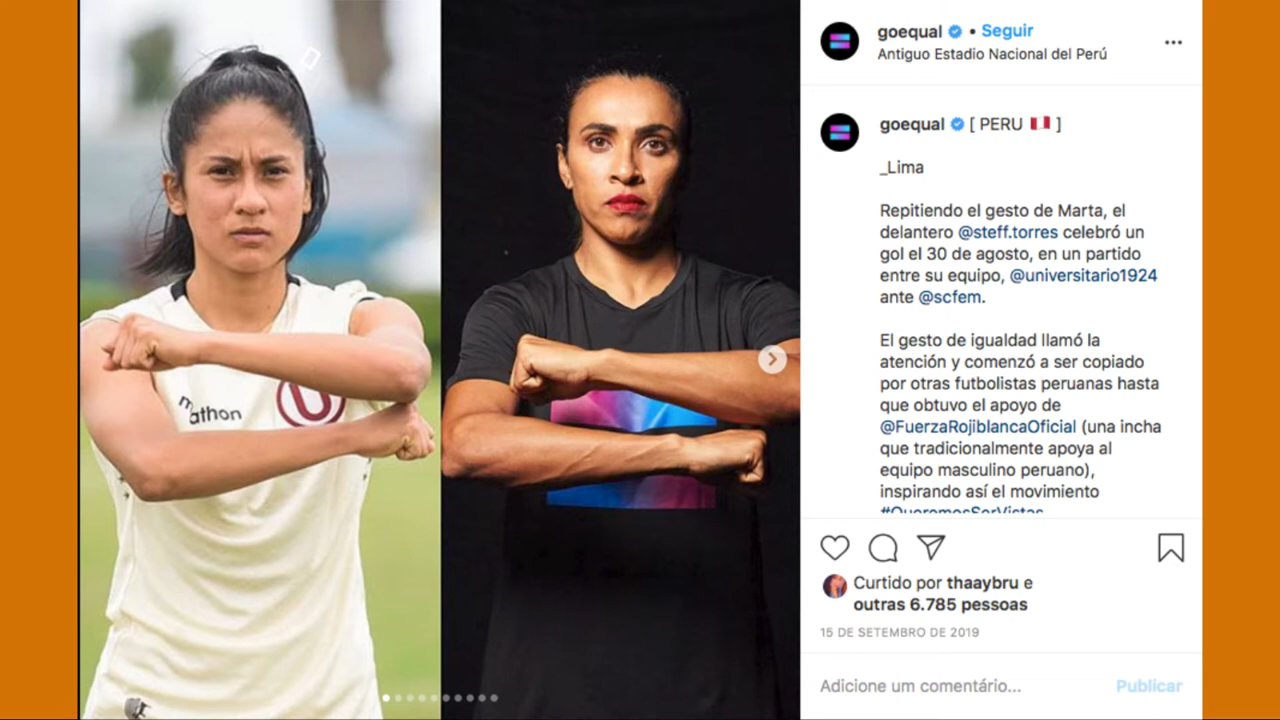 goequal • Seguir
Antiguo Estadio Nacional del Perú
goequal [ PERU 🇵🇪 ]
_Lima
Repitiendo el gesto de Marta, el
delantero @steff.torres celebró un
gol el 30 de agosto, en un partido
entre su equipo, @universitario1924
ante @scfem.
El gesto de igualdad llamó la
atención y comenzó a ser copiado
por otras futbolistas peruanas hasta
que obtuvo el apoyo de
@FuerzaRojiblancaOficial (una incha
que tradicionalmente apoya al
equipo masculino peruano),
inspirando así el movimiento
#QueremosSerVistas
marathon
U
Curtido por thaaybru e
outras 6.785 pessoas
15 DE SETEMBRO DE 2019
Adicione um comentário... Publicar